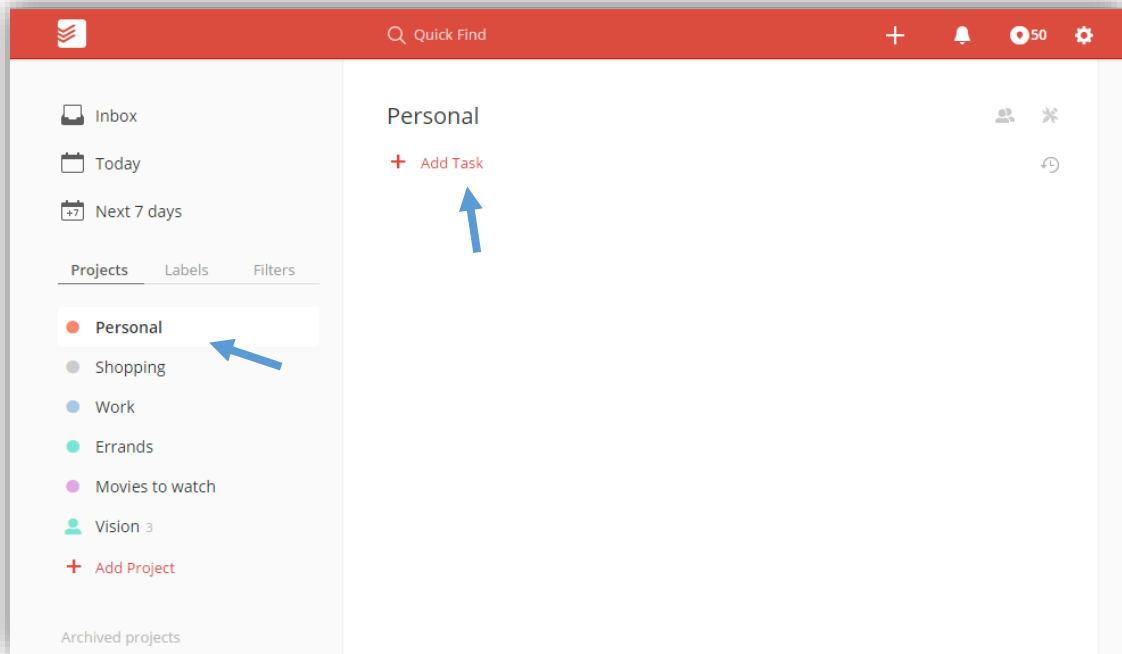 Quick Find
50
Inbox
Today
+7 Next 7 days
Projects Labels Filters
Personal
Shopping
Work
Errands
Movies to watch
Vision 3
+ Add Project
Archived projects
Personal
+ Add Task